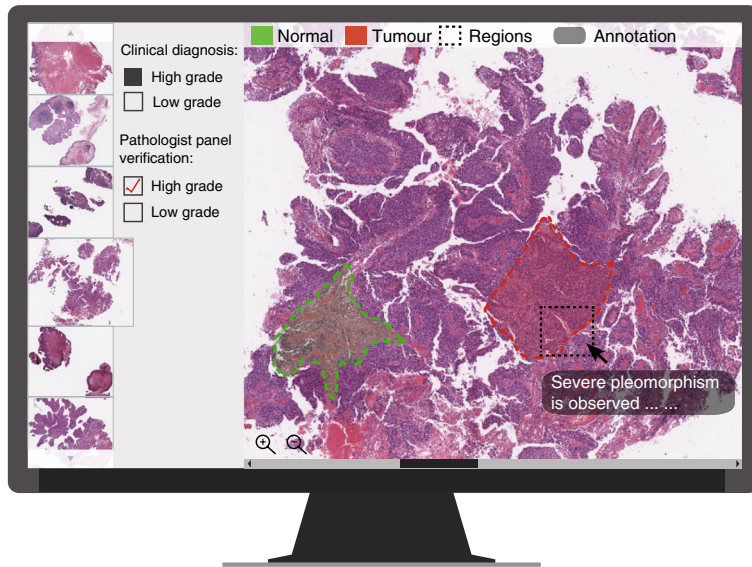 Normal Tumour Regions Annotation
Clinical diagnosis:
High grade
Low grade
Pathologist panel
verification:
High grade
Low grade
Severe pleomorphism
is observed ... ...